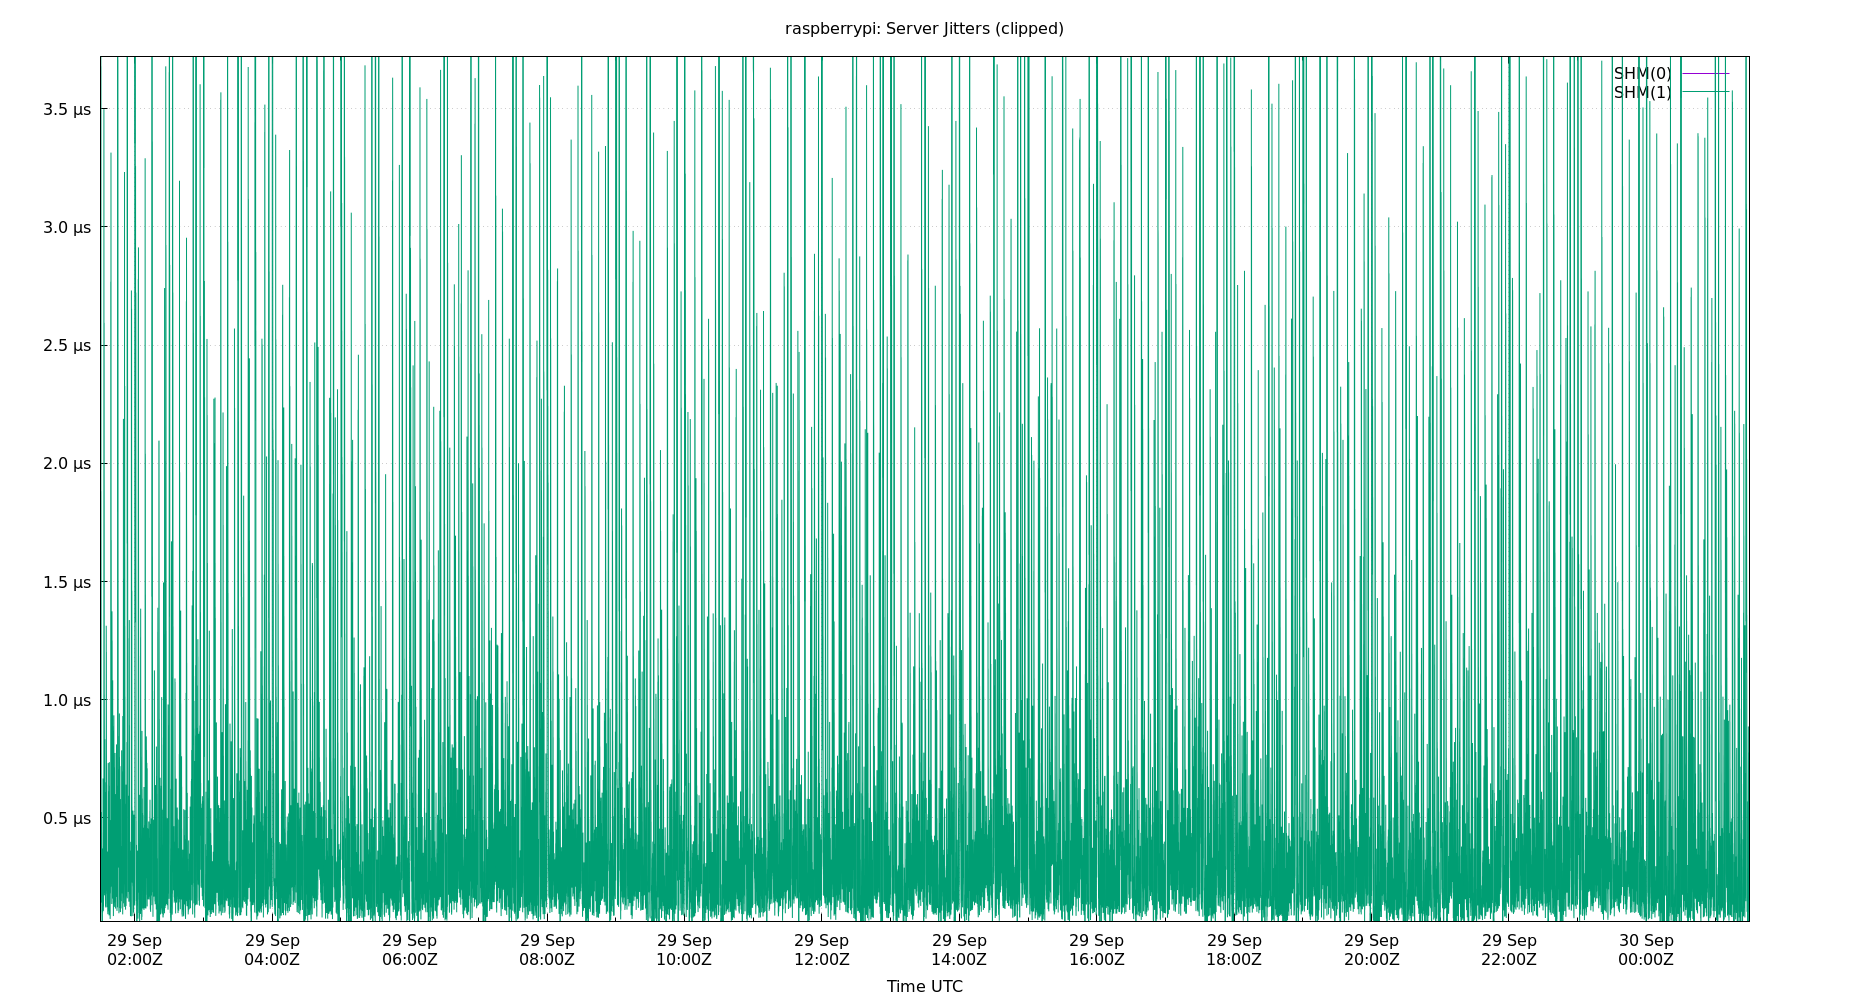 raspberrypi: Server Jitters (clipped)
SHM(0)
SHM(1)
3.5 μs
3.0 μs
2.5 μs
2.0 μs
1.5 μs
1.0 μs
0.5 μs
29 Sep 29 Sep 29 Sep 29 Sep 29 Sep 29 Sep 29 Sep 29 Sep 29 Sep 29 Sep 29 Sep 30 Sep
02:00Z 04:00Z 06:00Z 08:00Z 10:00Z 12:00Z 14:00Z 16:00Z 18:00Z 20:00Z 22:00Z 00:00Z
Time UTC